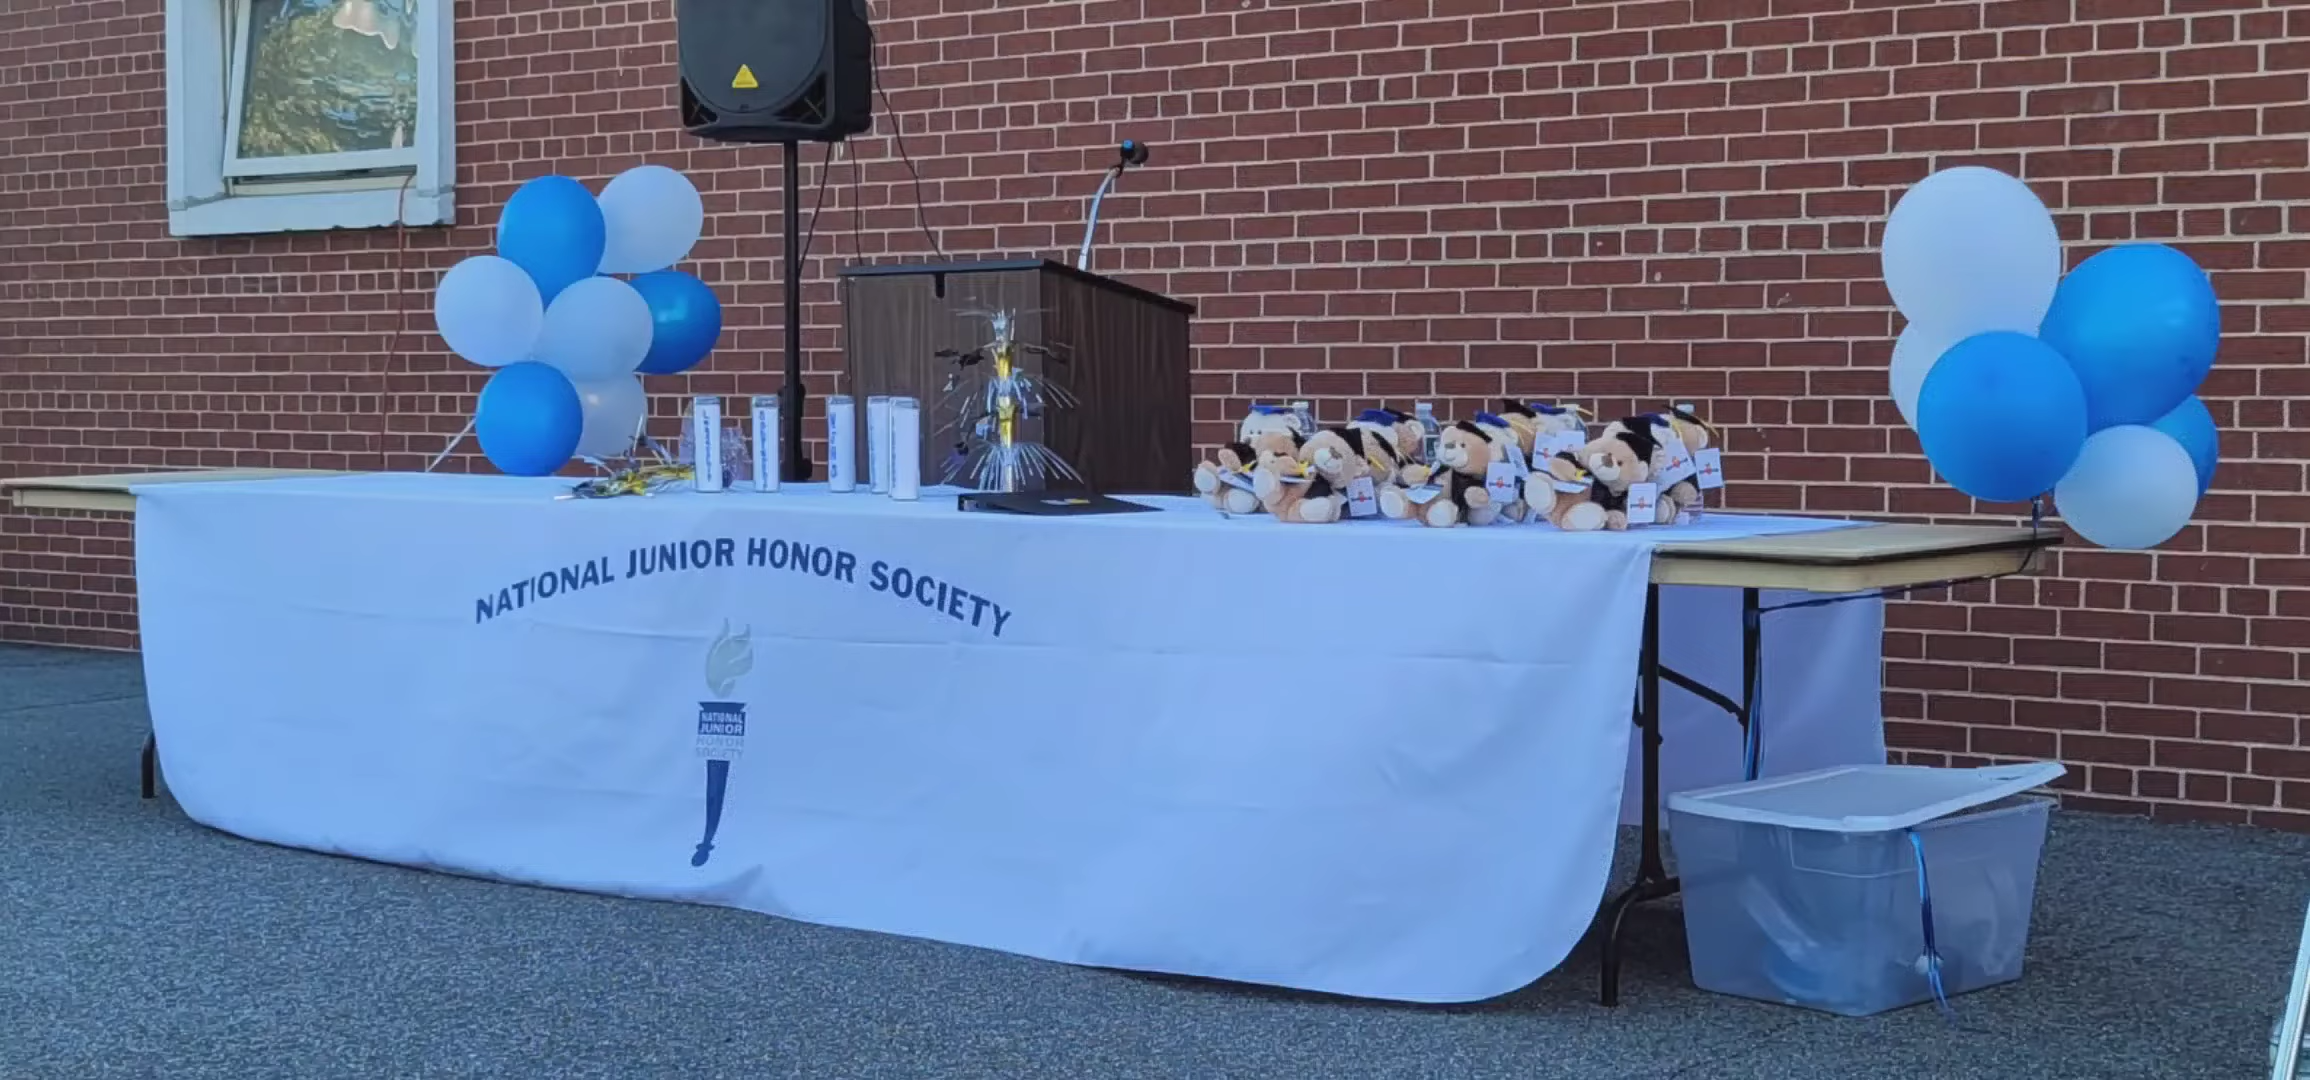 NATIONAL JUNIOR HONOR SOCIETY
NATIONAL
JUNIOR
HONOR
SOCIETY